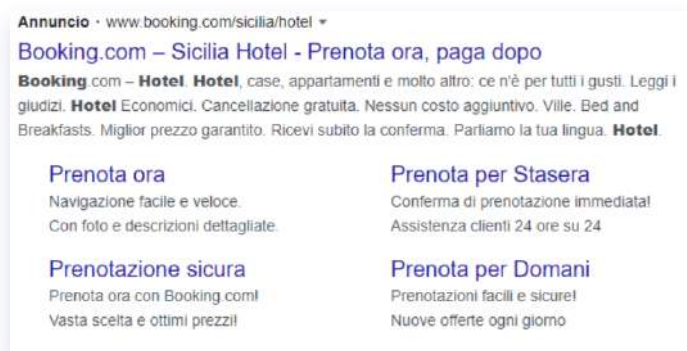 Annuncio · www.booking.com/sicilia/hotel
Booking.com – Sicilia Hotel - Prenota ora, paga dopo
Booking.com – Hotel. Hotel, case, appartamenti e molto altro: ce n'è per tutti i gusti. Leggi i
giudizi. Hotel Economici. Cancellazione gratuita. Nessun costo aggiuntivo. Ville. Bed and
Breakfasts. Miglior prezzo garantito. Ricevi subito la conferma. Parliamo la tua lingua. Hotel.
Prenota ora
Navigazione facile e veloce.
Con foto e descrizioni dettagliate.
Prenota per Stasera
Conferma di prenotazione immediata!
Assistenza clienti 24 ore su 24
Prenotazione sicura
Prenota ora con Booking.com!
Vasta scelta e ottimi prezzi!
Prenota per Domani
Prenotazioni facili e sicure!
Nuove offerte ogni giorno